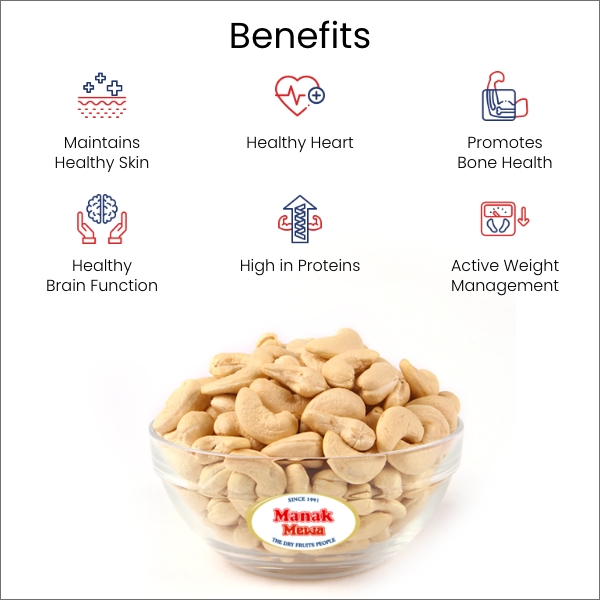 Benefits
Maintains
Healthy Skin
Healthy Heart
Promotes
Bone Health
Healthy
Brain Function
High in Proteins
Active Weight
Management
SINCE 1991
Manak
Mewa
THE DRY FRUITS PEOPLE